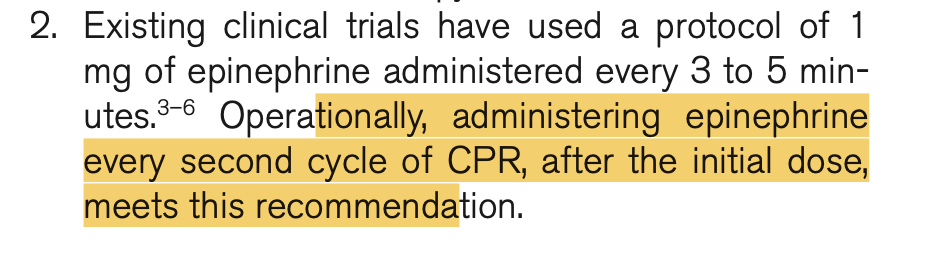 2. Existing clinical trials have used a protocol of 1
mg of epinephrine administered every 3 to 5 min-
utes.3–6 Operationally, administering epinephrine
every second cycle of CPR, after the initial dose,
meets this recommendation.